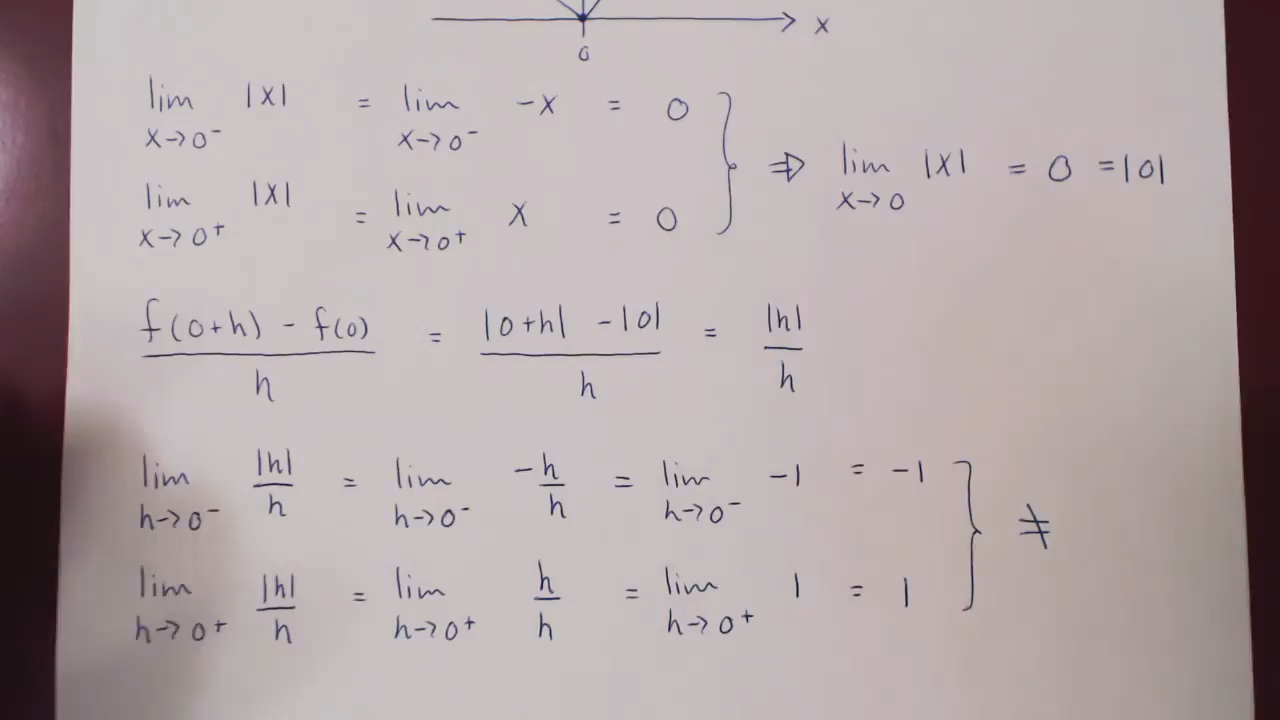 x
0
lim |x| = lim -x = 0
x→0⁻ x→0⁻
lim |x| = lim x = 0
x→0⁺ x→0⁺
} ⇒ lim |x| = 0 = |0|
x→0
f(0+h) - f(0) = |0+h| - |0| = |h|
h h h
lim |h|/h = lim -h/h = lim -1 = -1
h→0⁻ h→0⁻ h→0⁻
lim |h|/h = lim h/h = lim 1 = 1
h→0⁺ h→0⁺ h→0⁺
} ≠